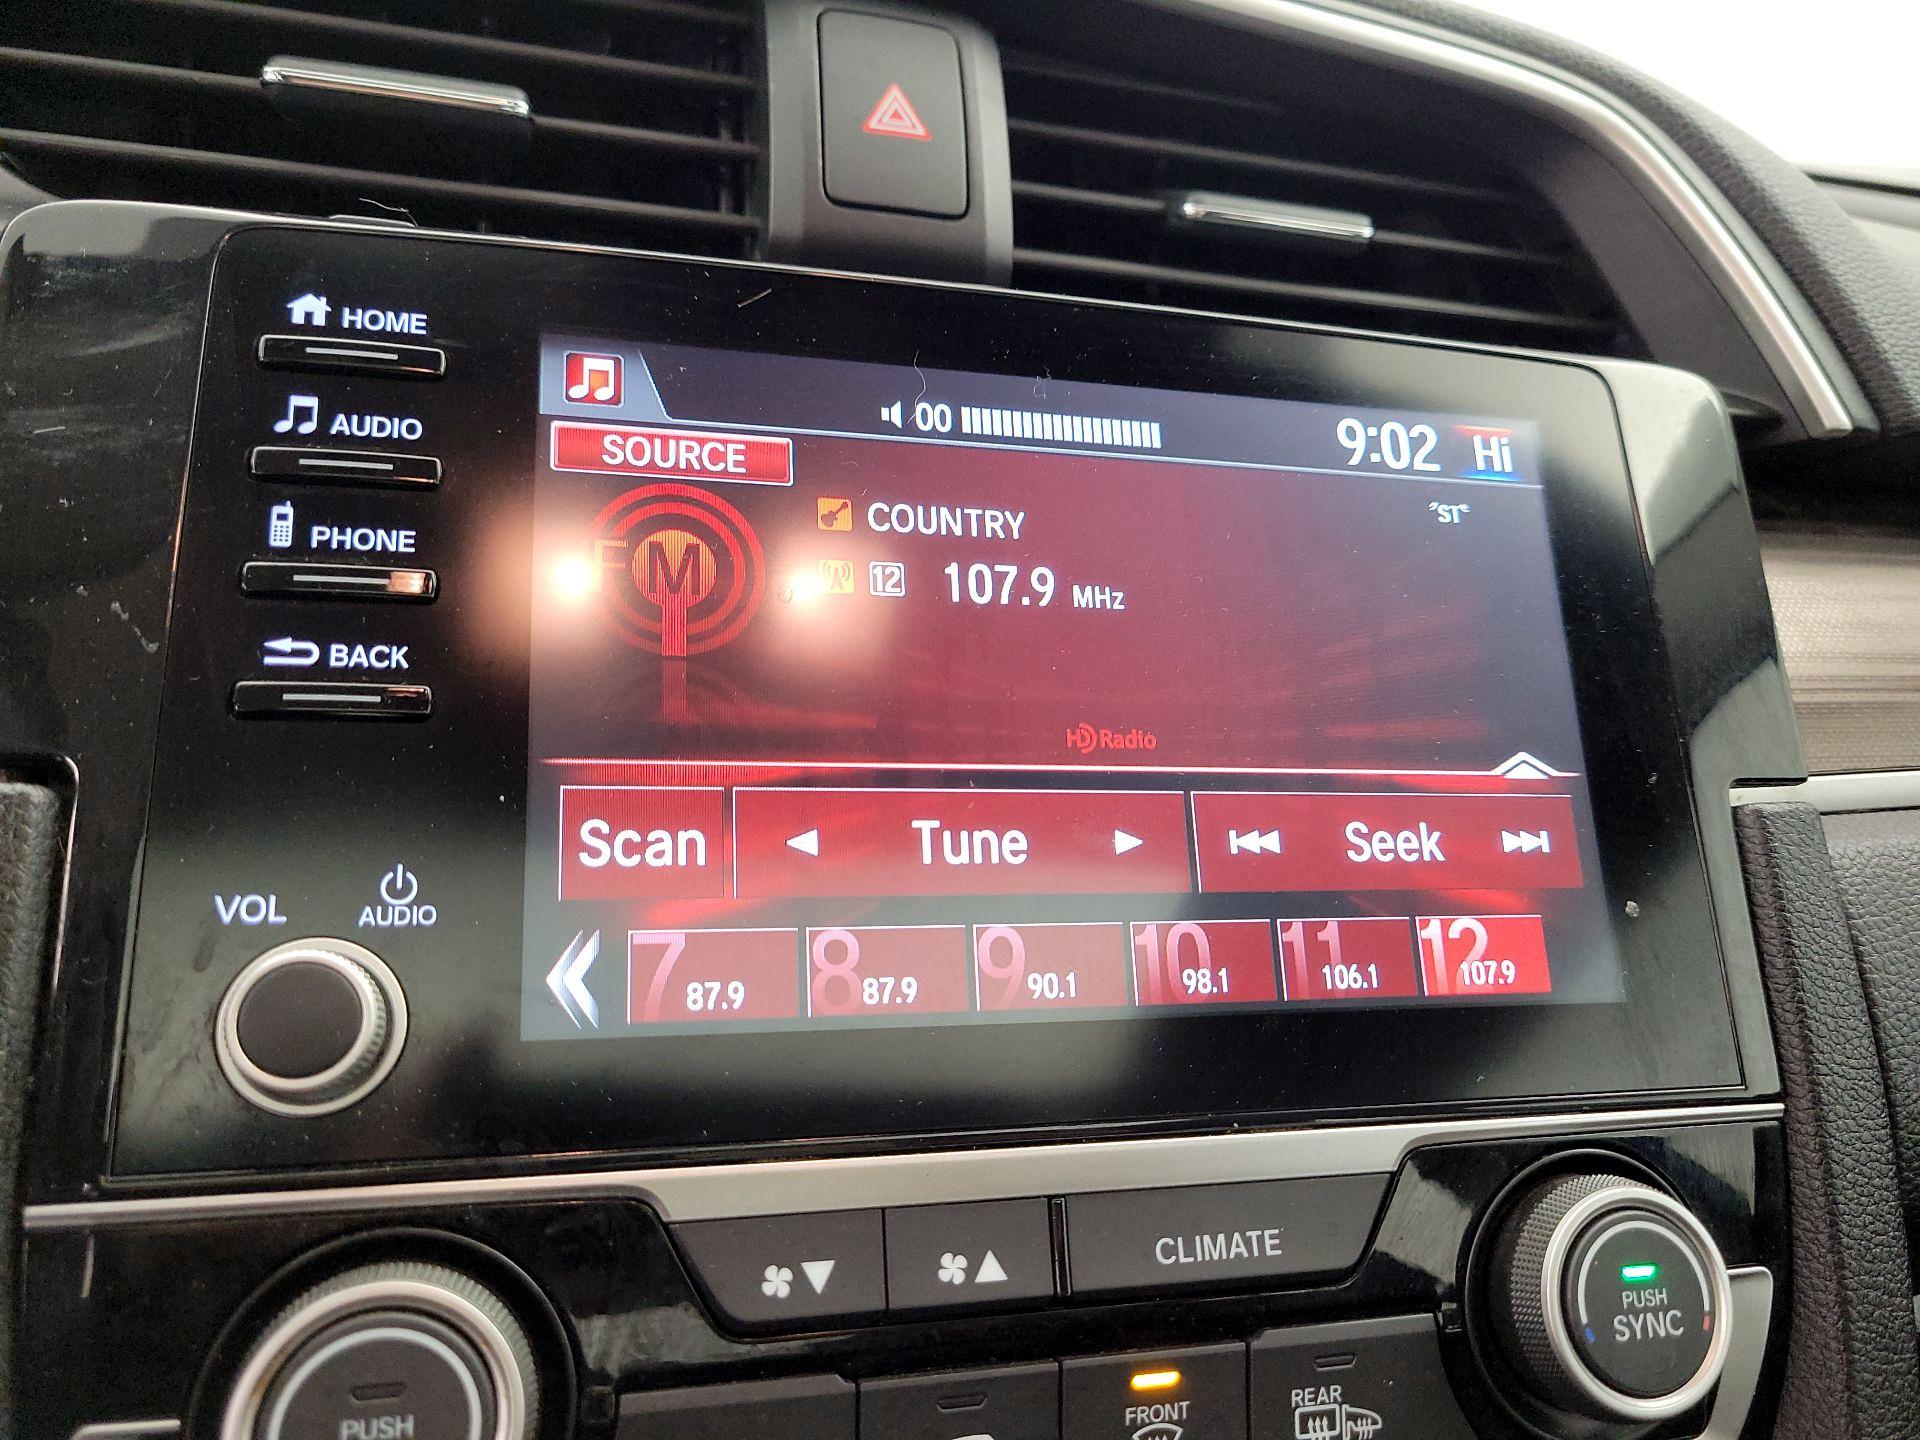 HOME
AUDIO
PHONE
BACK
VOL
AUDIO
00
9:02 Hi
SOURCE
COUNTRY
"ST"
FM
12 107.9 MHz
HD Radio
Scan
Tune
Seek
7 87.9
8 87.9
9 90.1
10 98.1
11 106.1
12 107.9
CLIMATE
PUSH
SYNC
PUSH
FRONT
REAR